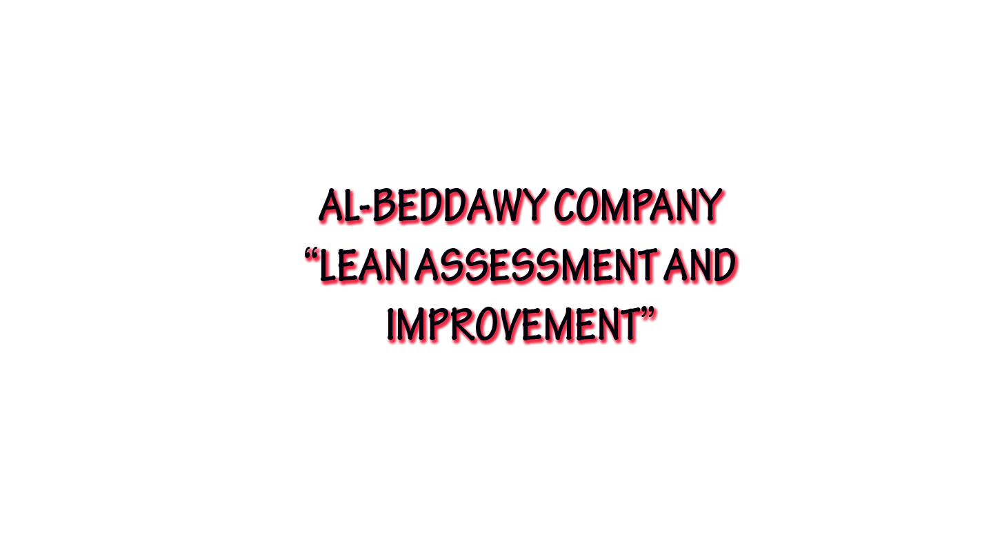 AL-BEDDAWY COMPANY
“LEAN ASSESSMENT AND
IMPROVEMENT”